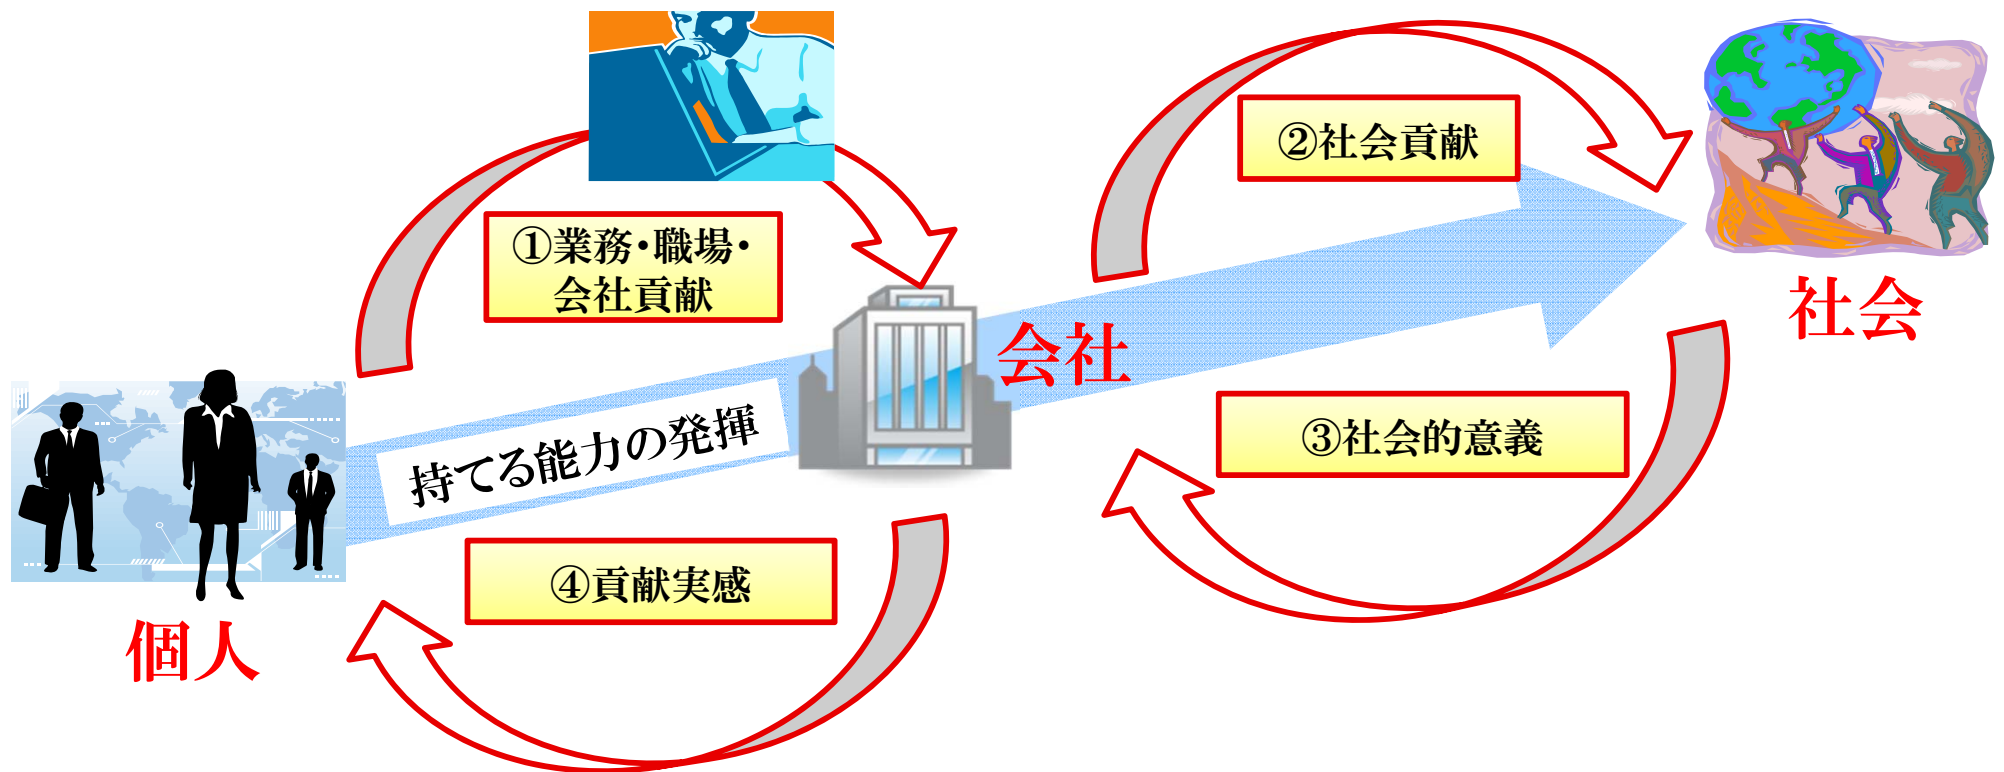 ①業務・職場・
会社貢献
②社会貢献
社会
会社
持てる能力の発揮
③社会的意義
④貢献実感
個人